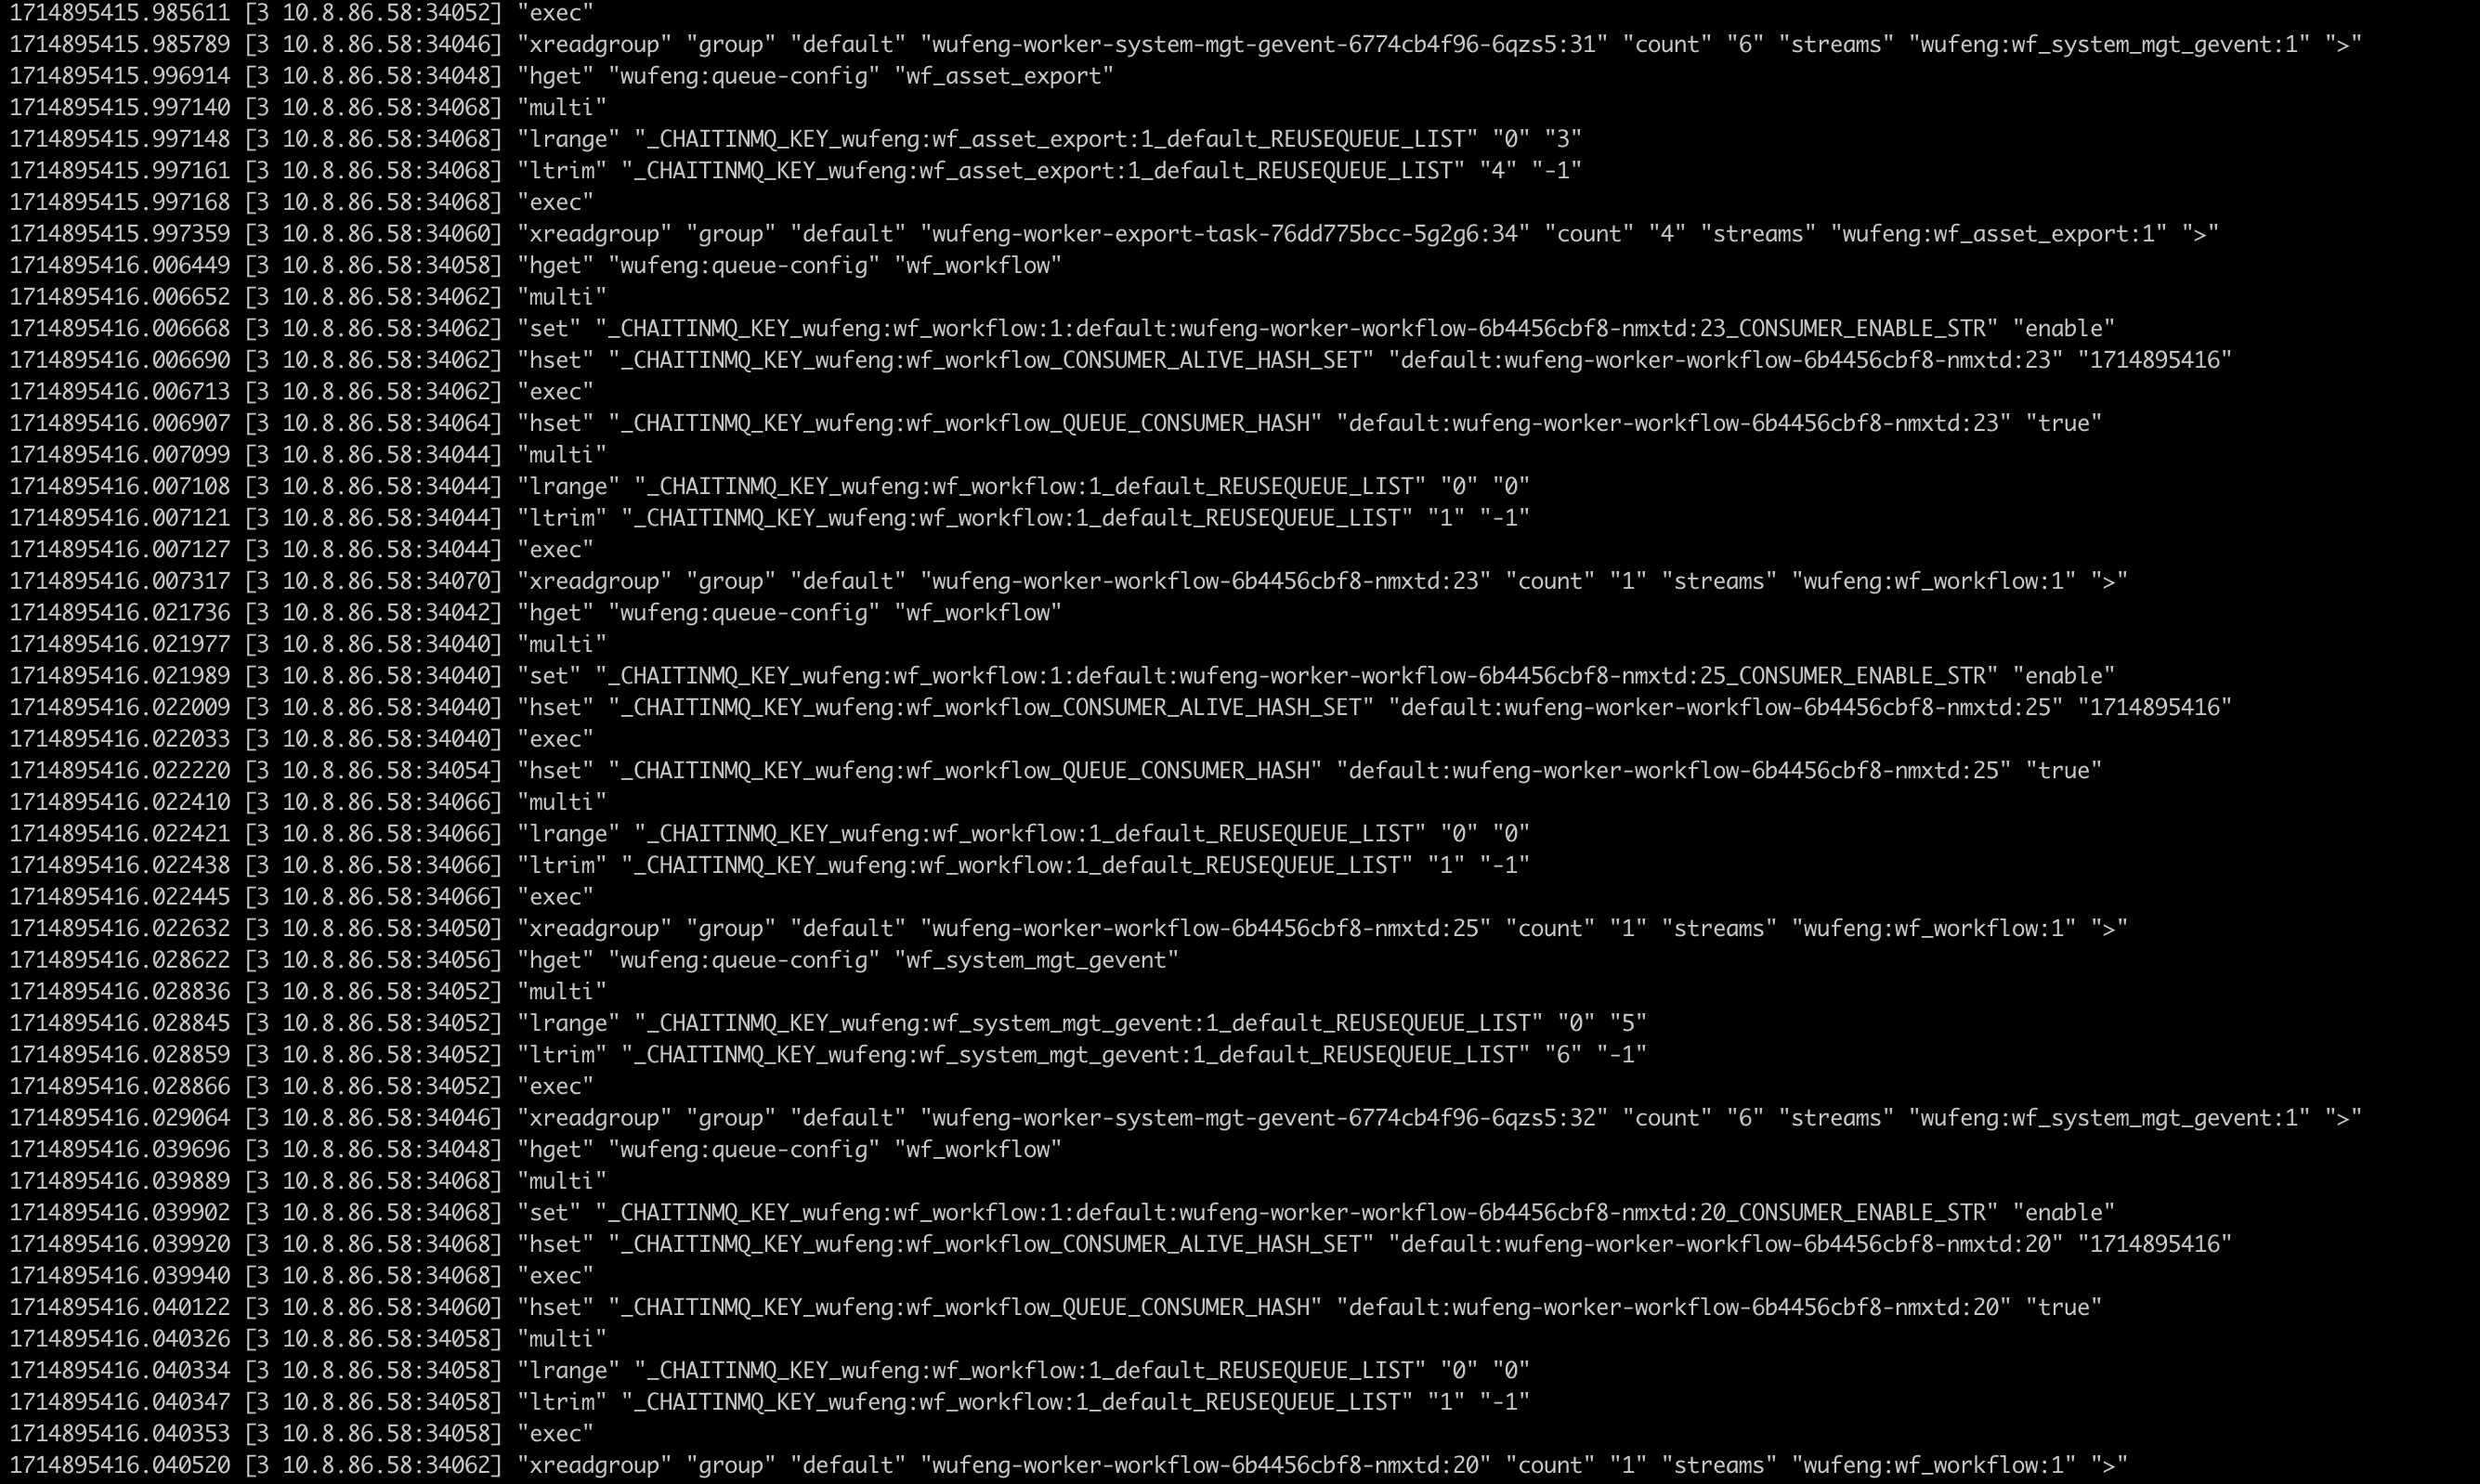 1714895415.985611 [3 10.8.86.58:34052] "exec"
1714895415.985789 [3 10.8.86.58:34046] "xreadgroup" "group" "default" "wufeng-worker-system-mgt-gevent-6774cb4f96-6qzs5:31" "count" "6" "streams" "wufeng:wf_system_mgt_gevent:1" ">"
1714895415.996914 [3 10.8.86.58:34048] "hget" "wufeng:queue-config" "wf_asset_export"
1714895415.997140 [3 10.8.86.58:34068] "multi"
1714895415.997148 [3 10.8.86.58:34068] "lrange" "_CHAITINMQ_KEY_wufeng:wf_asset_export:1_default_REUSEQUEUE_LIST" "0" "3"
1714895415.997161 [3 10.8.86.58:34068] "ltrim" "_CHAITINMQ_KEY_wufeng:wf_asset_export:1_default_REUSEQUEUE_LIST" "4" "-1"
1714895415.997168 [3 10.8.86.58:34068] "exec"
1714895415.997359 [3 10.8.86.58:34060] "xreadgroup" "group" "default" "wufeng-worker-export-task-76dd775bcc-5g2g6:34" "count" "4" "streams" "wufeng:wf_asset_export:1" ">"
1714895416.006449 [3 10.8.86.58:34058] "hget" "wufeng:queue-config" "wf_workflow"
1714895416.006652 [3 10.8.86.58:34062] "multi"
1714895416.006668 [3 10.8.86.58:34062] "set" "_CHAITINMQ_KEY_wufeng:wf_workflow:1:default:wufeng-worker-workflow-6b4456cbf8-nmxtd:23_CONSUMER_ENABLE_STR" "enable"
1714895416.006690 [3 10.8.86.58:34062] "hset" "_CHAITINMQ_KEY_wufeng:wf_workflow_CONSUMER_ALIVE_HASH_SET" "default:wufeng-worker-workflow-6b4456cbf8-nmxtd:23" "1714895416"
1714895416.006713 [3 10.8.86.58:34062] "exec"
1714895416.006907 [3 10.8.86.58:34064] "hset" "_CHAITINMQ_KEY_wufeng:wf_workflow_QUEUE_CONSUMER_HASH" "default:wufeng-worker-workflow-6b4456cbf8-nmxtd:23" "true"
1714895416.007099 [3 10.8.86.58:34044] "multi"
1714895416.007108 [3 10.8.86.58:34044] "lrange" "_CHAITINMQ_KEY_wufeng:wf_workflow:1_default_REUSEQUEUE_LIST" "0" "0"
1714895416.007121 [3 10.8.86.58:34044] "ltrim" "_CHAITINMQ_KEY_wufeng:wf_workflow:1_default_REUSEQUEUE_LIST" "1" "-1"
1714895416.007127 [3 10.8.86.58:34044] "exec"
1714895416.007317 [3 10.8.86.58:34070] "xreadgroup" "group" "default" "wufeng-worker-workflow-6b4456cbf8-nmxtd:23" "count" "1" "streams" "wufeng:wf_workflow:1" ">"
1714895416.021736 [3 10.8.86.58:34042] "hget" "wufeng:queue-config" "wf_workflow"
1714895416.021977 [3 10.8.86.58:34040] "multi"
1714895416.021989 [3 10.8.86.58:34040] "set" "_CHAITINMQ_KEY_wufeng:wf_workflow:1:default:wufeng-worker-workflow-6b4456cbf8-nmxtd:25_CONSUMER_ENABLE_STR" "enable"
1714895416.022009 [3 10.8.86.58:34040] "hset" "_CHAITINMQ_KEY_wufeng:wf_workflow_CONSUMER_ALIVE_HASH_SET" "default:wufeng-worker-workflow-6b4456cbf8-nmxtd:25" "1714895416"
1714895416.022033 [3 10.8.86.58:34040] "exec"
1714895416.022220 [3 10.8.86.58:34054] "hset" "_CHAITINMQ_KEY_wufeng:wf_workflow_QUEUE_CONSUMER_HASH" "default:wufeng-worker-workflow-6b4456cbf8-nmxtd:25" "true"
1714895416.022410 [3 10.8.86.58:34066] "multi"
1714895416.022421 [3 10.8.86.58:34066] "lrange" "_CHAITINMQ_KEY_wufeng:wf_workflow:1_default_REUSEQUEUE_LIST" "0" "0"
1714895416.022438 [3 10.8.86.58:34066] "ltrim" "_CHAITINMQ_KEY_wufeng:wf_workflow:1_default_REUSEQUEUE_LIST" "1" "-1"
1714895416.022445 [3 10.8.86.58:34066] "exec"
1714895416.022632 [3 10.8.86.58:34050] "xreadgroup" "group" "default" "wufeng-worker-workflow-6b4456cbf8-nmxtd:25" "count" "1" "streams" "wufeng:wf_workflow:1" ">"
1714895416.028622 [3 10.8.86.58:34056] "hget" "wufeng:queue-config" "wf_system_mgt_gevent"
1714895416.028836 [3 10.8.86.58:34052] "multi"
1714895416.028845 [3 10.8.86.58:34052] "lrange" "_CHAITINMQ_KEY_wufeng:wf_system_mgt_gevent:1_default_REUSEQUEUE_LIST" "0" "5"
1714895416.028859 [3 10.8.86.58:34052] "ltrim" "_CHAITINMQ_KEY_wufeng:wf_system_mgt_gevent:1_default_REUSEQUEUE_LIST" "6" "-1"
1714895416.028866 [3 10.8.86.58:34052] "exec"
1714895416.029064 [3 10.8.86.58:34046] "xreadgroup" "group" "default" "wufeng-worker-system-mgt-gevent-6774cb4f96-6qzs5:32" "count" "6" "streams" "wufeng:wf_system_mgt_gevent:1" ">"
1714895416.039696 [3 10.8.86.58:34048] "hget" "wufeng:queue-config" "wf_workflow"
1714895416.039889 [3 10.8.86.58:34068] "multi"
1714895416.039902 [3 10.8.86.58:34068] "set" "_CHAITINMQ_KEY_wufeng:wf_workflow:1:default:wufeng-worker-workflow-6b4456cbf8-nmxtd:20_CONSUMER_ENABLE_STR" "enable"
1714895416.039920 [3 10.8.86.58:34068] "hset" "_CHAITINMQ_KEY_wufeng:wf_workflow_CONSUMER_ALIVE_HASH_SET" "default:wufeng-worker-workflow-6b4456cbf8-nmxtd:20" "1714895416"
1714895416.039940 [3 10.8.86.58:34068] "exec"
1714895416.040122 [3 10.8.86.58:34060] "hset" "_CHAITINMQ_KEY_wufeng:wf_workflow_QUEUE_CONSUMER_HASH" "default:wufeng-worker-workflow-6b4456cbf8-nmxtd:20" "true"
1714895416.040326 [3 10.8.86.58:34058] "multi"
1714895416.040334 [3 10.8.86.58:34058] "lrange" "_CHAITINMQ_KEY_wufeng:wf_workflow:1_default_REUSEQUEUE_LIST" "0" "0"
1714895416.040347 [3 10.8.86.58:34058] "ltrim" "_CHAITINMQ_KEY_wufeng:wf_workflow:1_default_REUSEQUEUE_LIST" "1" "-1"
1714895416.040353 [3 10.8.86.58:34058] "exec"
1714895416.040520 [3 10.8.86.58:34062] "xreadgroup" "group" "default" "wufeng-worker-workflow-6b4456cbf8-nmxtd:20" "count" "1" "streams" "wufeng:wf_workflow:1" ">"